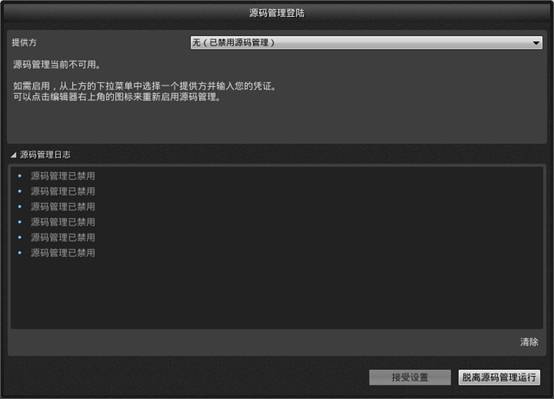 源码管理登陆
提供方
无（已禁用源码管理）
源码管理当前不可用。
如需启用，从上方的下拉菜单中选择一个提供方并输入您的凭证。
可以点击编辑器右上角的图标来重新启用源码管理。
源码管理日志
源码管理已禁用
源码管理已禁用
源码管理已禁用
源码管理已禁用
源码管理已禁用
源码管理已禁用
清除
接受设置
脱离源码管理运行